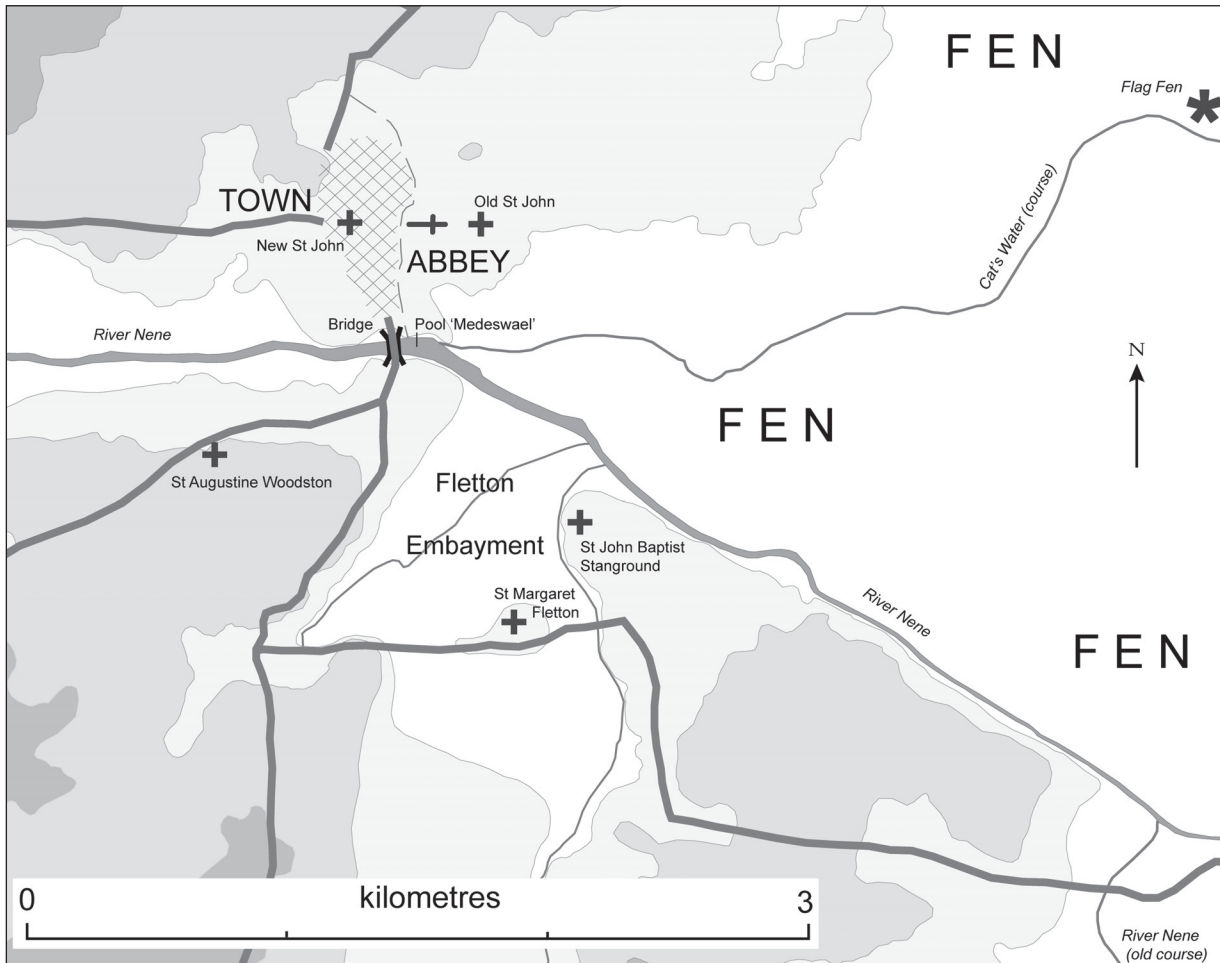 FEN
Flag Fen
TOWN
Old St John
New St John
ABBEY
Cat's Water (course)
River Nene
Bridge
Pool ‘Medeswael’
N
FEN
St Augustine Woodston
Fletton
Embayment
St John Baptist
Stanground
St Margaret
Fletton
River Nene
FEN
0
kilometres
3
River Nene
(old course)